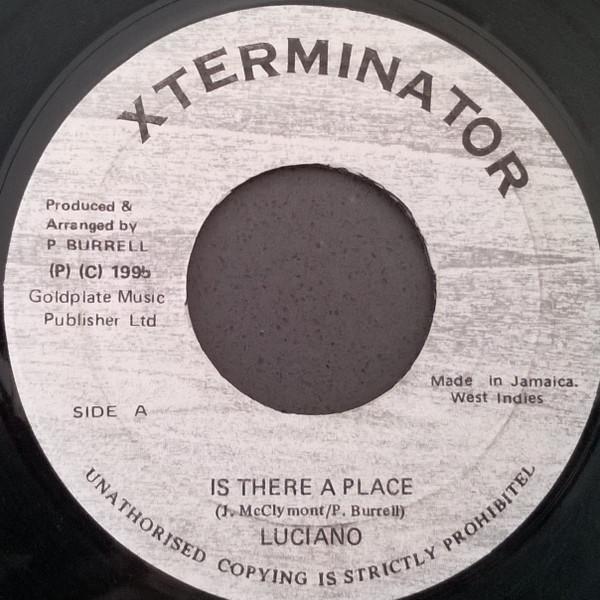 XTERMINATOR
Produced &
Arranged by
P. BURRELL
(P) (C) 1995
Goldplate Music
Publisher Ltd
SIDE A
Made in Jamaica.
West Indies
IS THERE A PLACE
(J. McClymont/P. Burrell)
LUCIANO
UNATHORISED COPYING IS STRICTLY PROHIBITEL